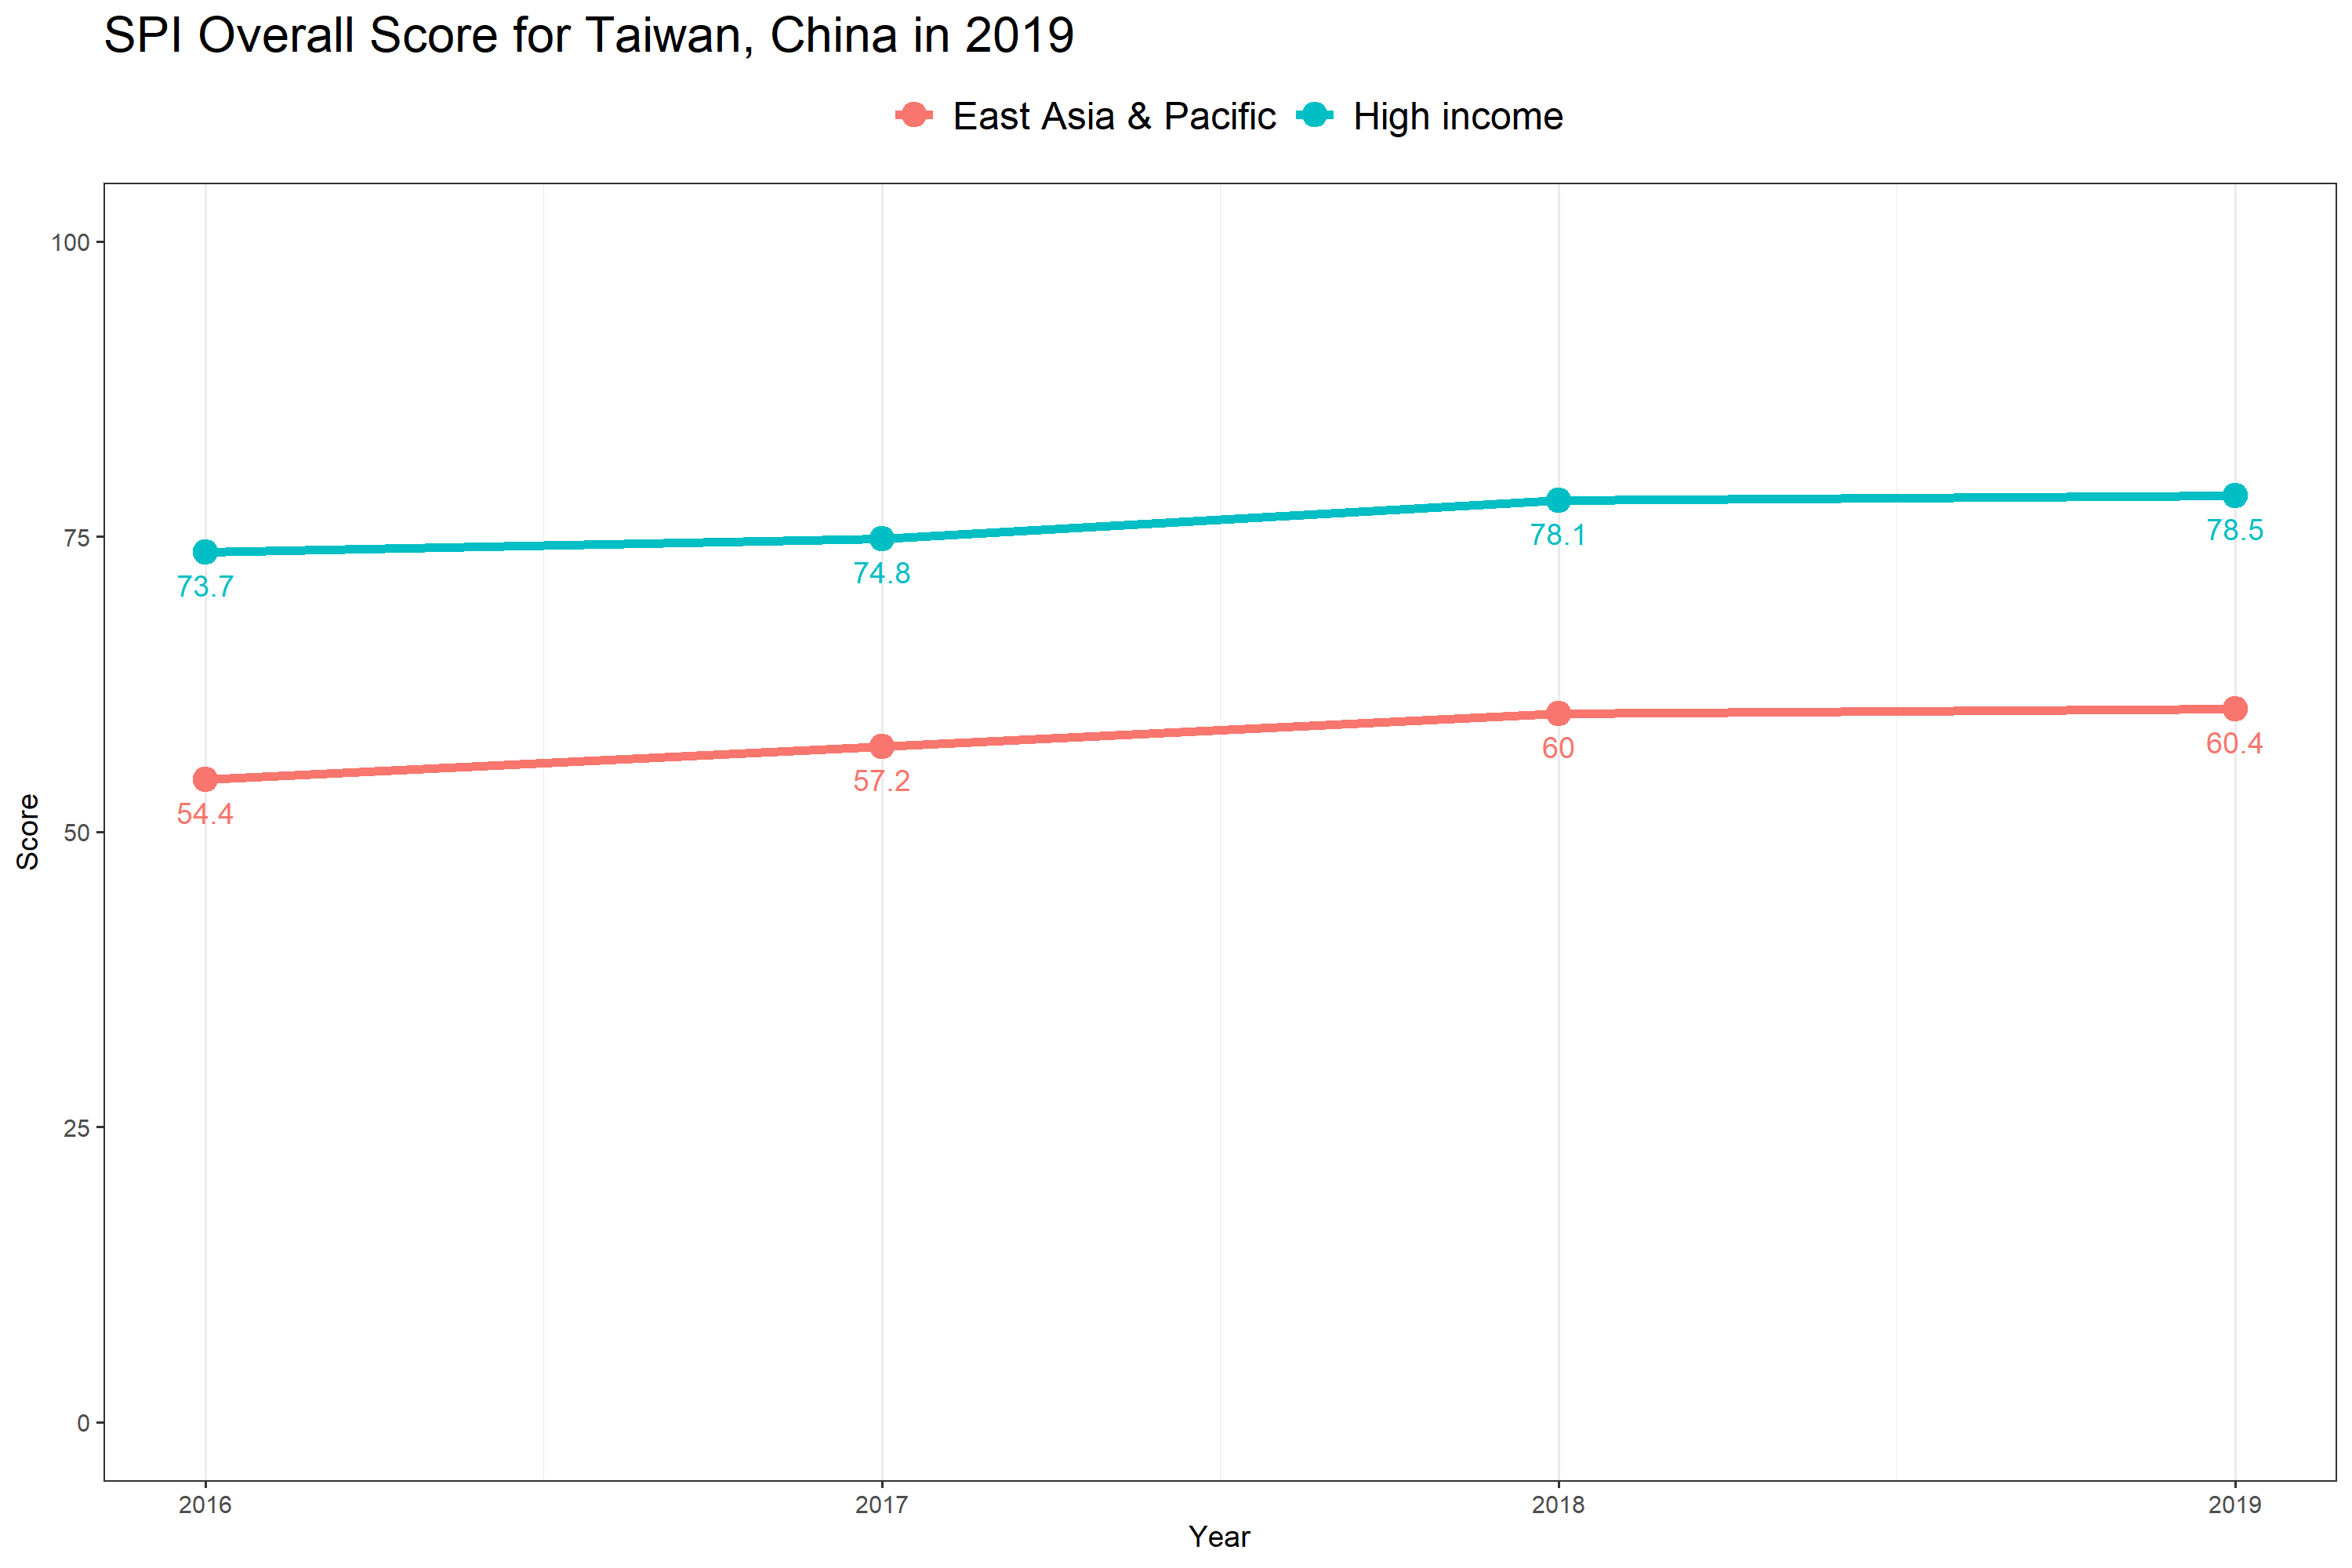 SPI Overall Score for Taiwan, China in 2019
East Asia & Pacific High income
100
75
50
25
0
Score
73.7 74.8 78.1 78.5
54.4 57.2 60 60.4
2016 2017 2018 2019
Year